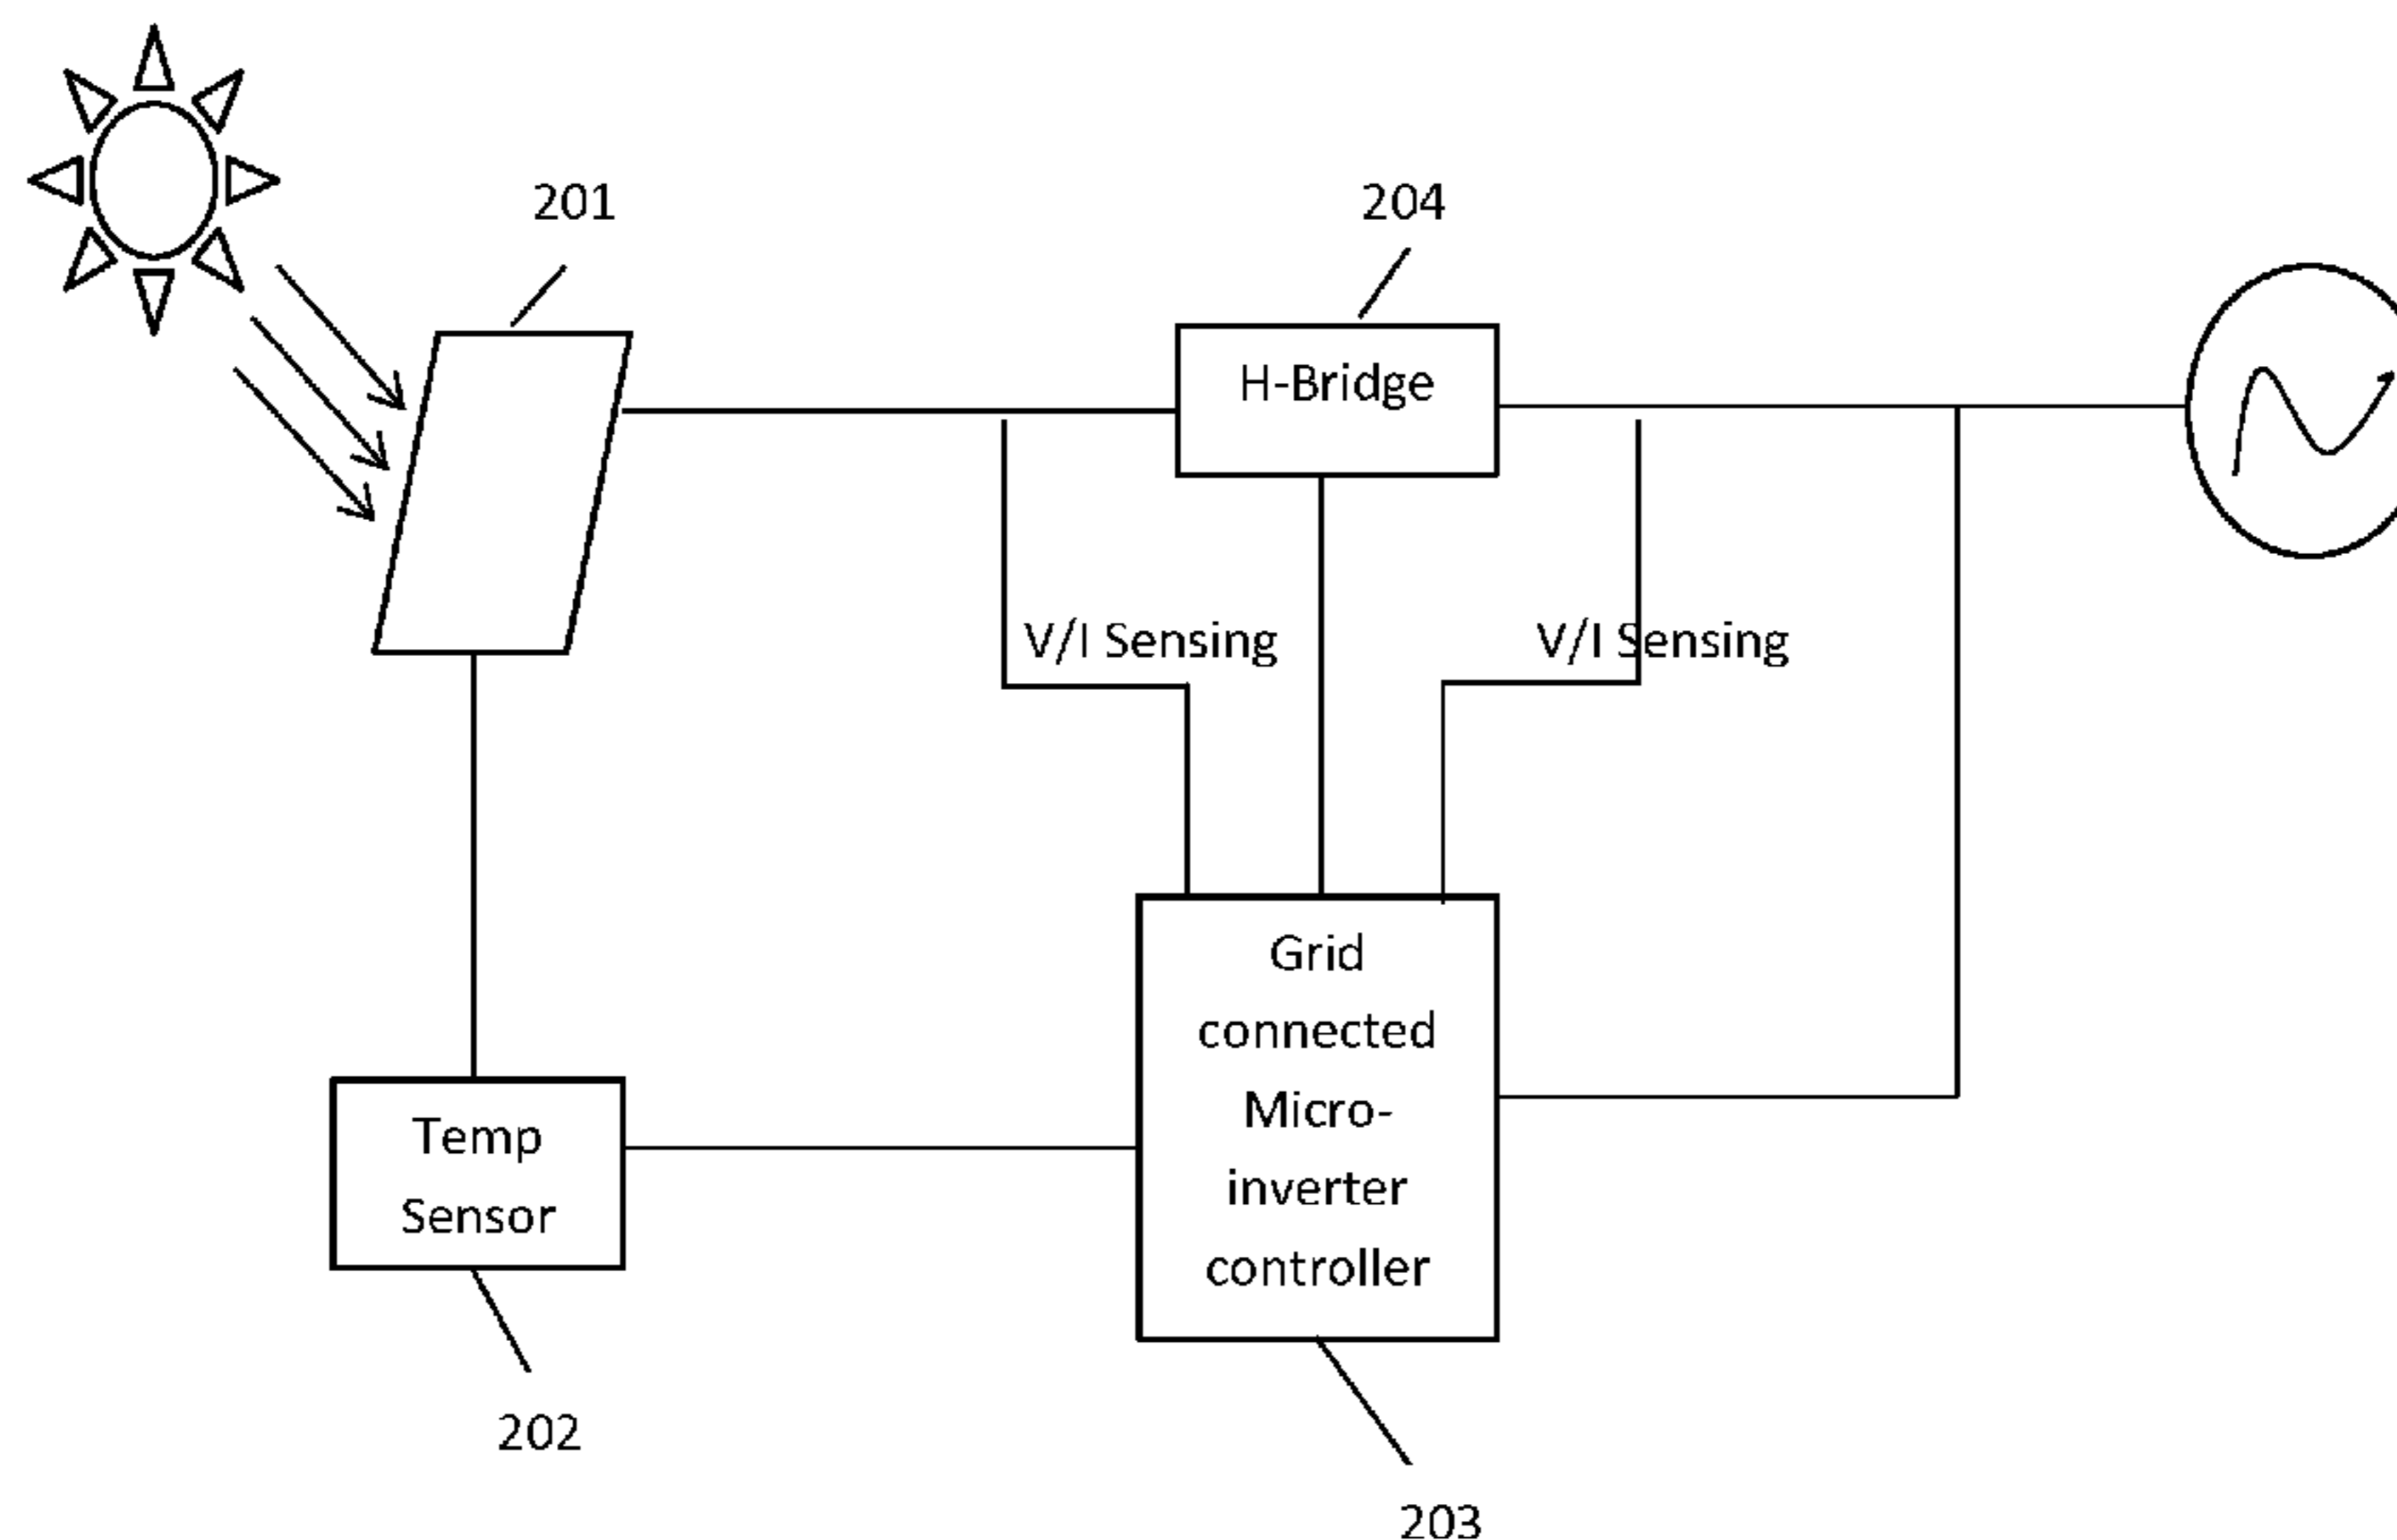 201
204
H-Bridge
V/I Sensing
V/I Sensing
Grid
connected
Micro-
inverter
controller
Temp
Sensor
202
203